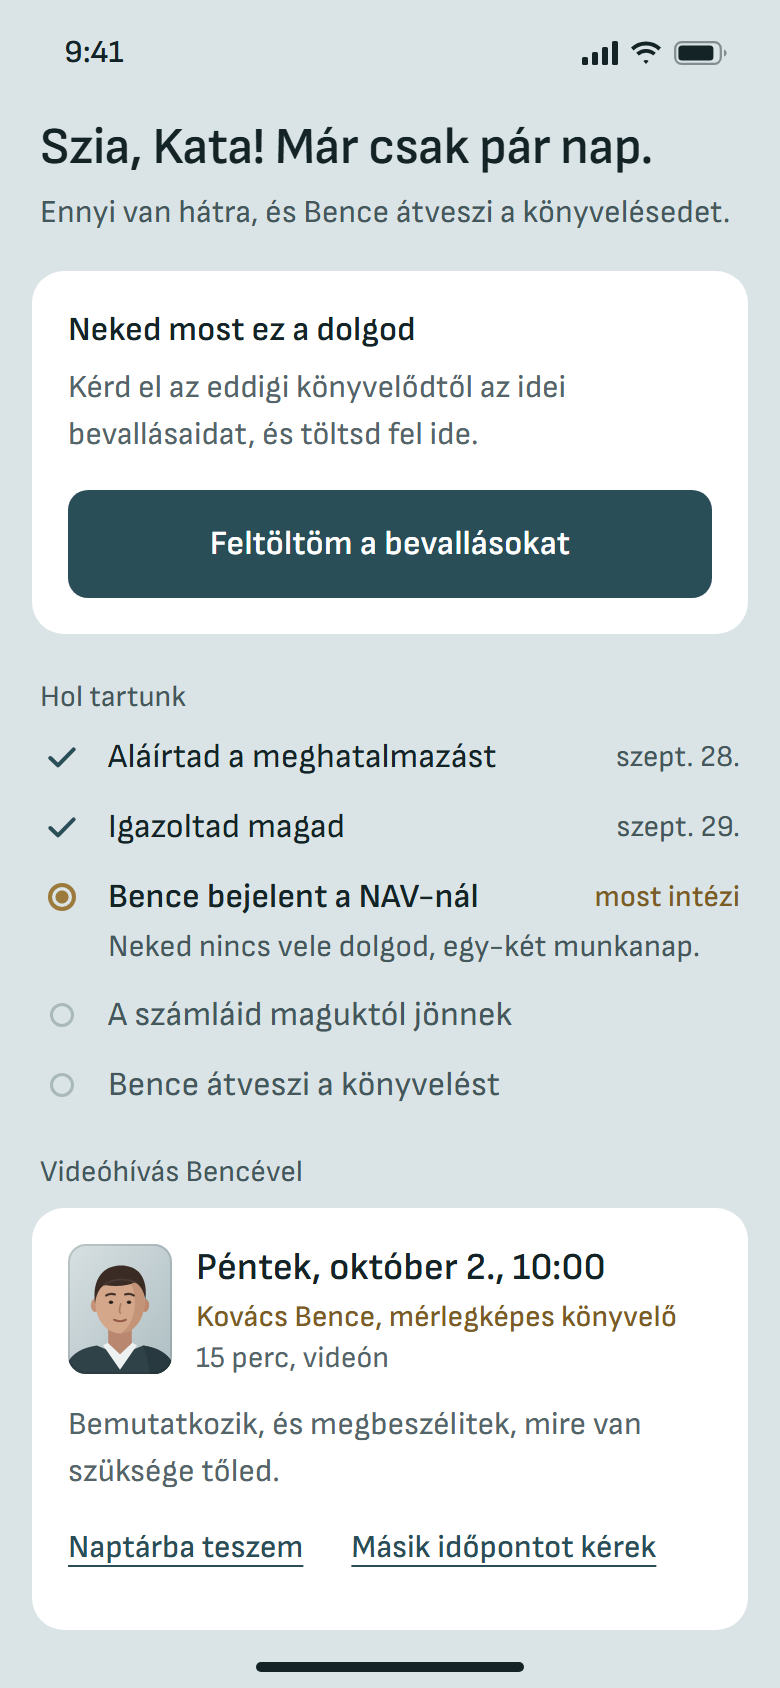 9:41
Szia, Kata! Már csak pár nap.
Ennyi van hátra, és Bence átveszi a könyvelésedet.
Neked most ez a dolgod
Kérd el az eddigi könyvelődtől az idei
bevallásaidat, és töltsd fel ide.
Feltöltöm a bevallásokat
Hol tartunk
Aláírtad a meghatalmazást szept. 28.
Igazoltad magad szept. 29.
Bence bejelent a NAV-nál most intézi
Neked nincs vele dolgod, egy-két munkanap.
A számláid maguktól jönnek
Bence átveszi a könyvelést
Videóhívás Bencével
Péntek, október 2., 10:00
Kovács Bence, mérlegképes könyvelő
15 perc, videón
Bemutatkozik, és megbeszélitek, mire van
szüksége tőled.
Naptárba teszem Másik időpontot kérek